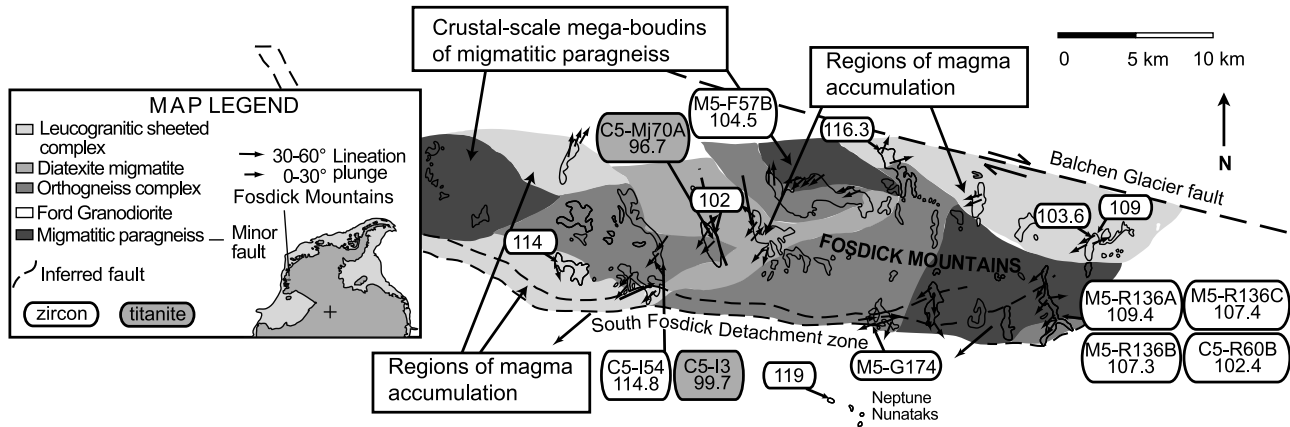 Crustal-scale mega-boudins
of migmatitic paragneiss
Regions of magma
accumulation
0
5 km
10 km
N
MAP LEGEND
Leucogranitic sheeted
complex
Diatexite migmatite
Orthogneiss complex
Ford Granodiorite
Migmatitic paragneiss
Inferred fault
30-60° Lineation
0-30° plunge
Fosdick Mountains
Minor
fault
zircon
titanite
M5-F57B
104.5
C5-Mj70A
96.7
116.3
102
114
103.6
109
Balchen Glacier fault
FOSDICK MOUNTAINS
South Fosdick Detachment zone
Regions of magma
accumulation
C5-I54
114.8
C5-I3
99.7
119
M5-G174
Neptune
Nunataks
M5-R136A
109.4
M5-R136C
107.4
M5-R136B
107.3
C5-R60B
102.4